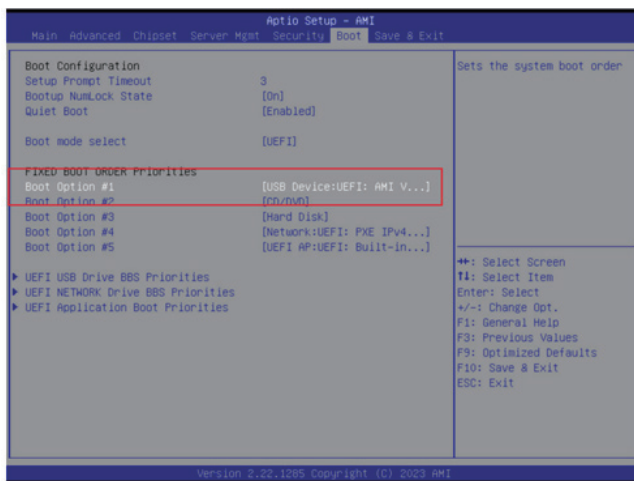 Aptio Setup - AMI
Main Advanced Chipset Server Mgmt Security Boot Save & Exit
Boot Configuration
Setup Prompt Timeout 3
Bootup NumLock State [On]
Quiet Boot [Enabled]
Boot mode select [UEFI]
FIXED BOOT ORDER Priorities
Boot Option #1 [USB Device:UEFI: AMI V...]
Boot Option #2 [CD/DVD]
Boot Option #3 [Hard Disk]
Boot Option #4 [Network:UEFI: PXE IPv4...]
Boot Option #5 [UEFI AP:UEFI: Built-in...]
UEFI USB Drive BBS Priorities
UEFI NETWORK Drive BBS Priorities
UEFI Application Boot Priorities
Sets the system boot order
→←: Select Screen
↑↓: Select Item
Enter: Select
+/-: Change Opt.
F1: General Help
F3: Previous Values
F9: Optimized Defaults
F10: Save & Exit
ESC: Exit
Version 2.22.1285 Copyright (C) 2023 AMI